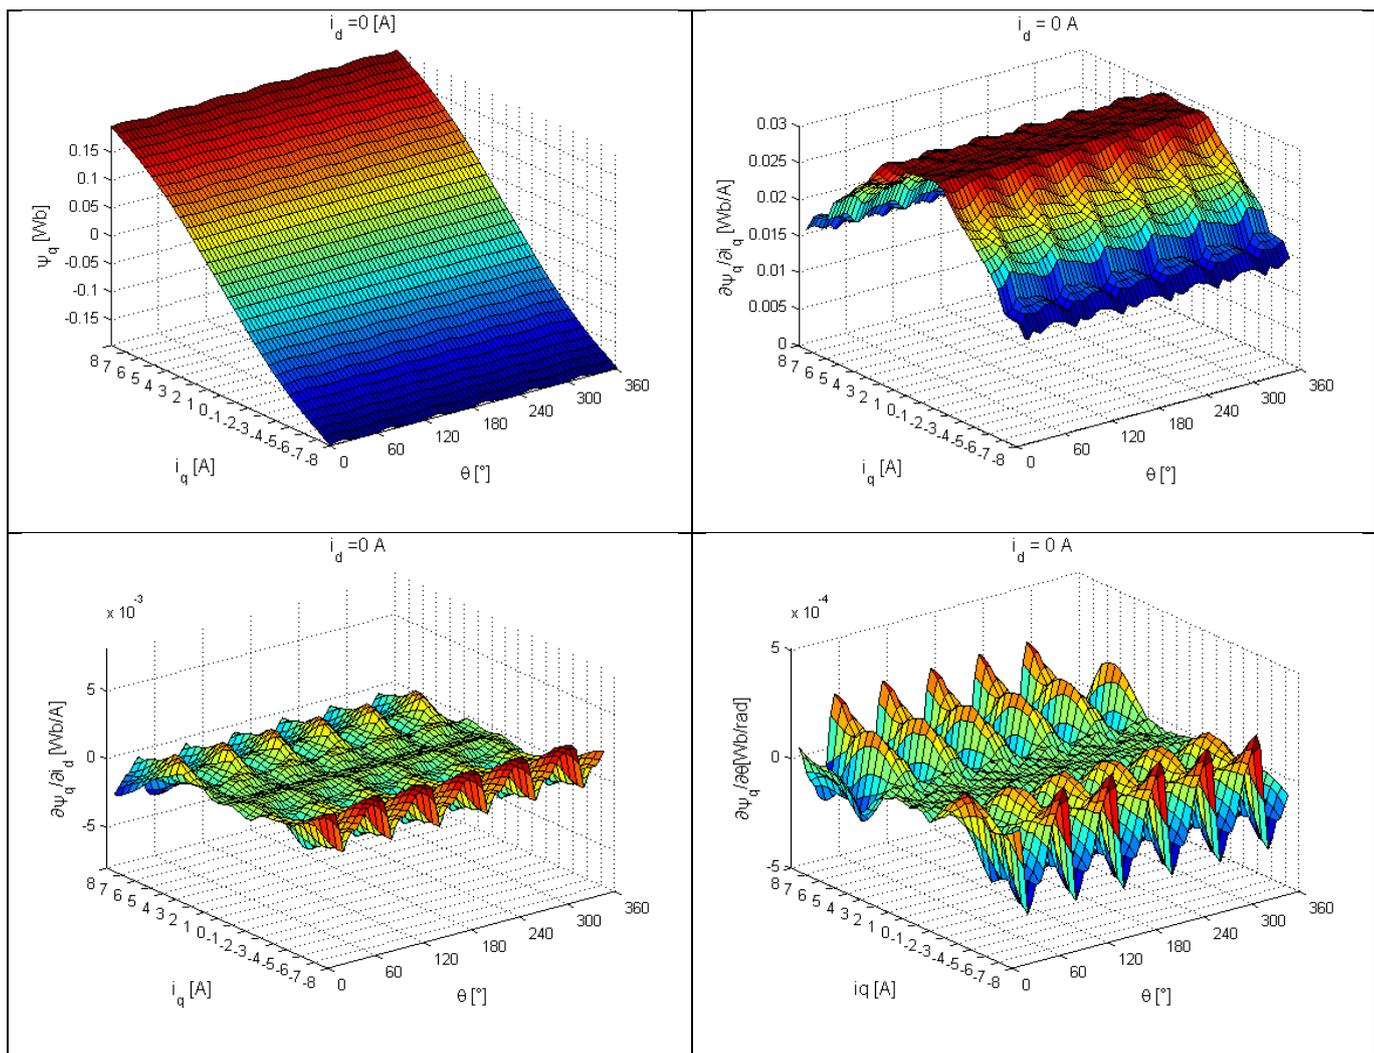 i_d =0 [A]
ψ_q [Wb]
0.15
0.1
0.05
0
-0.05
-0.1
-0.15
8 7 6 5 4 3 2 1 0 -1 -2 -3 -4 -5 -6 -7 -8
i_q [A]
0 60 120 180 240 300 360
θ [°]
i_d = 0 A
∂ψ_q/∂i_q [Wb/A]
0.03
0.025
0.02
0.015
0.01
0.005
0
8 7 6 5 4 3 2 1 0 -1 -2 -3 -4 -5 -6 -7 -8
i_q [A]
0 60 120 180 240 300 360
θ [°]
i_d =0 A
x 10^-3
∂ψ_q/∂i_d [Wb/A]
5
0
-5
8 7 6 5 4 3 2 1 0 -1 -2 -3 -4 -5 -6 -7 -8
i_q [A]
0 60 120 180 240 300 360
θ [°]
i_d = 0 A
x 10^-4
∂ψ_q/∂θ[Wb/rad]
5
0
-5
8 7 6 5 4 3 2 1 0 -1 -2 -3 -4 -5 -6 -7 -8
iq [A]
0 60 120 180 240 300 360
θ [°]